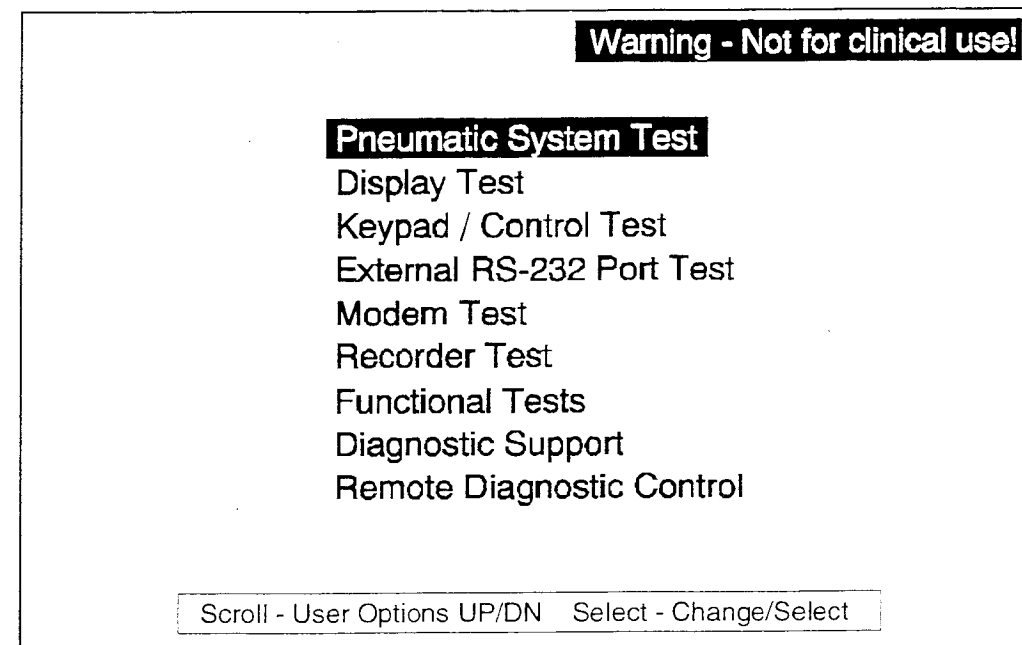 Warning - Not for clinical use!
Pneumatic System Test
Display Test
Keypad / Control Test
External RS-232 Port Test
Modem Test
Recorder Test
Functional Tests
Diagnostic Support
Remote Diagnostic Control
Scroll - User Options UP/DN Select - Change/Select